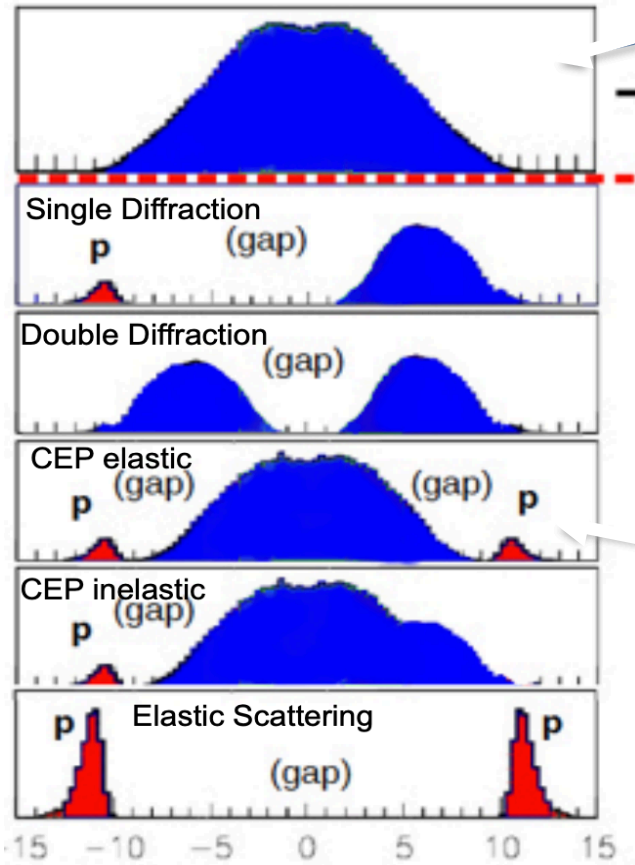 Single Diffraction
p
(gap)
Double Diffraction
(gap)
CEP elastic
p
(gap)
(gap)
p
CEP inelastic
(gap)
p
p
Elastic Scattering
p
(gap)
-15 -10 -5 0 5 10 15